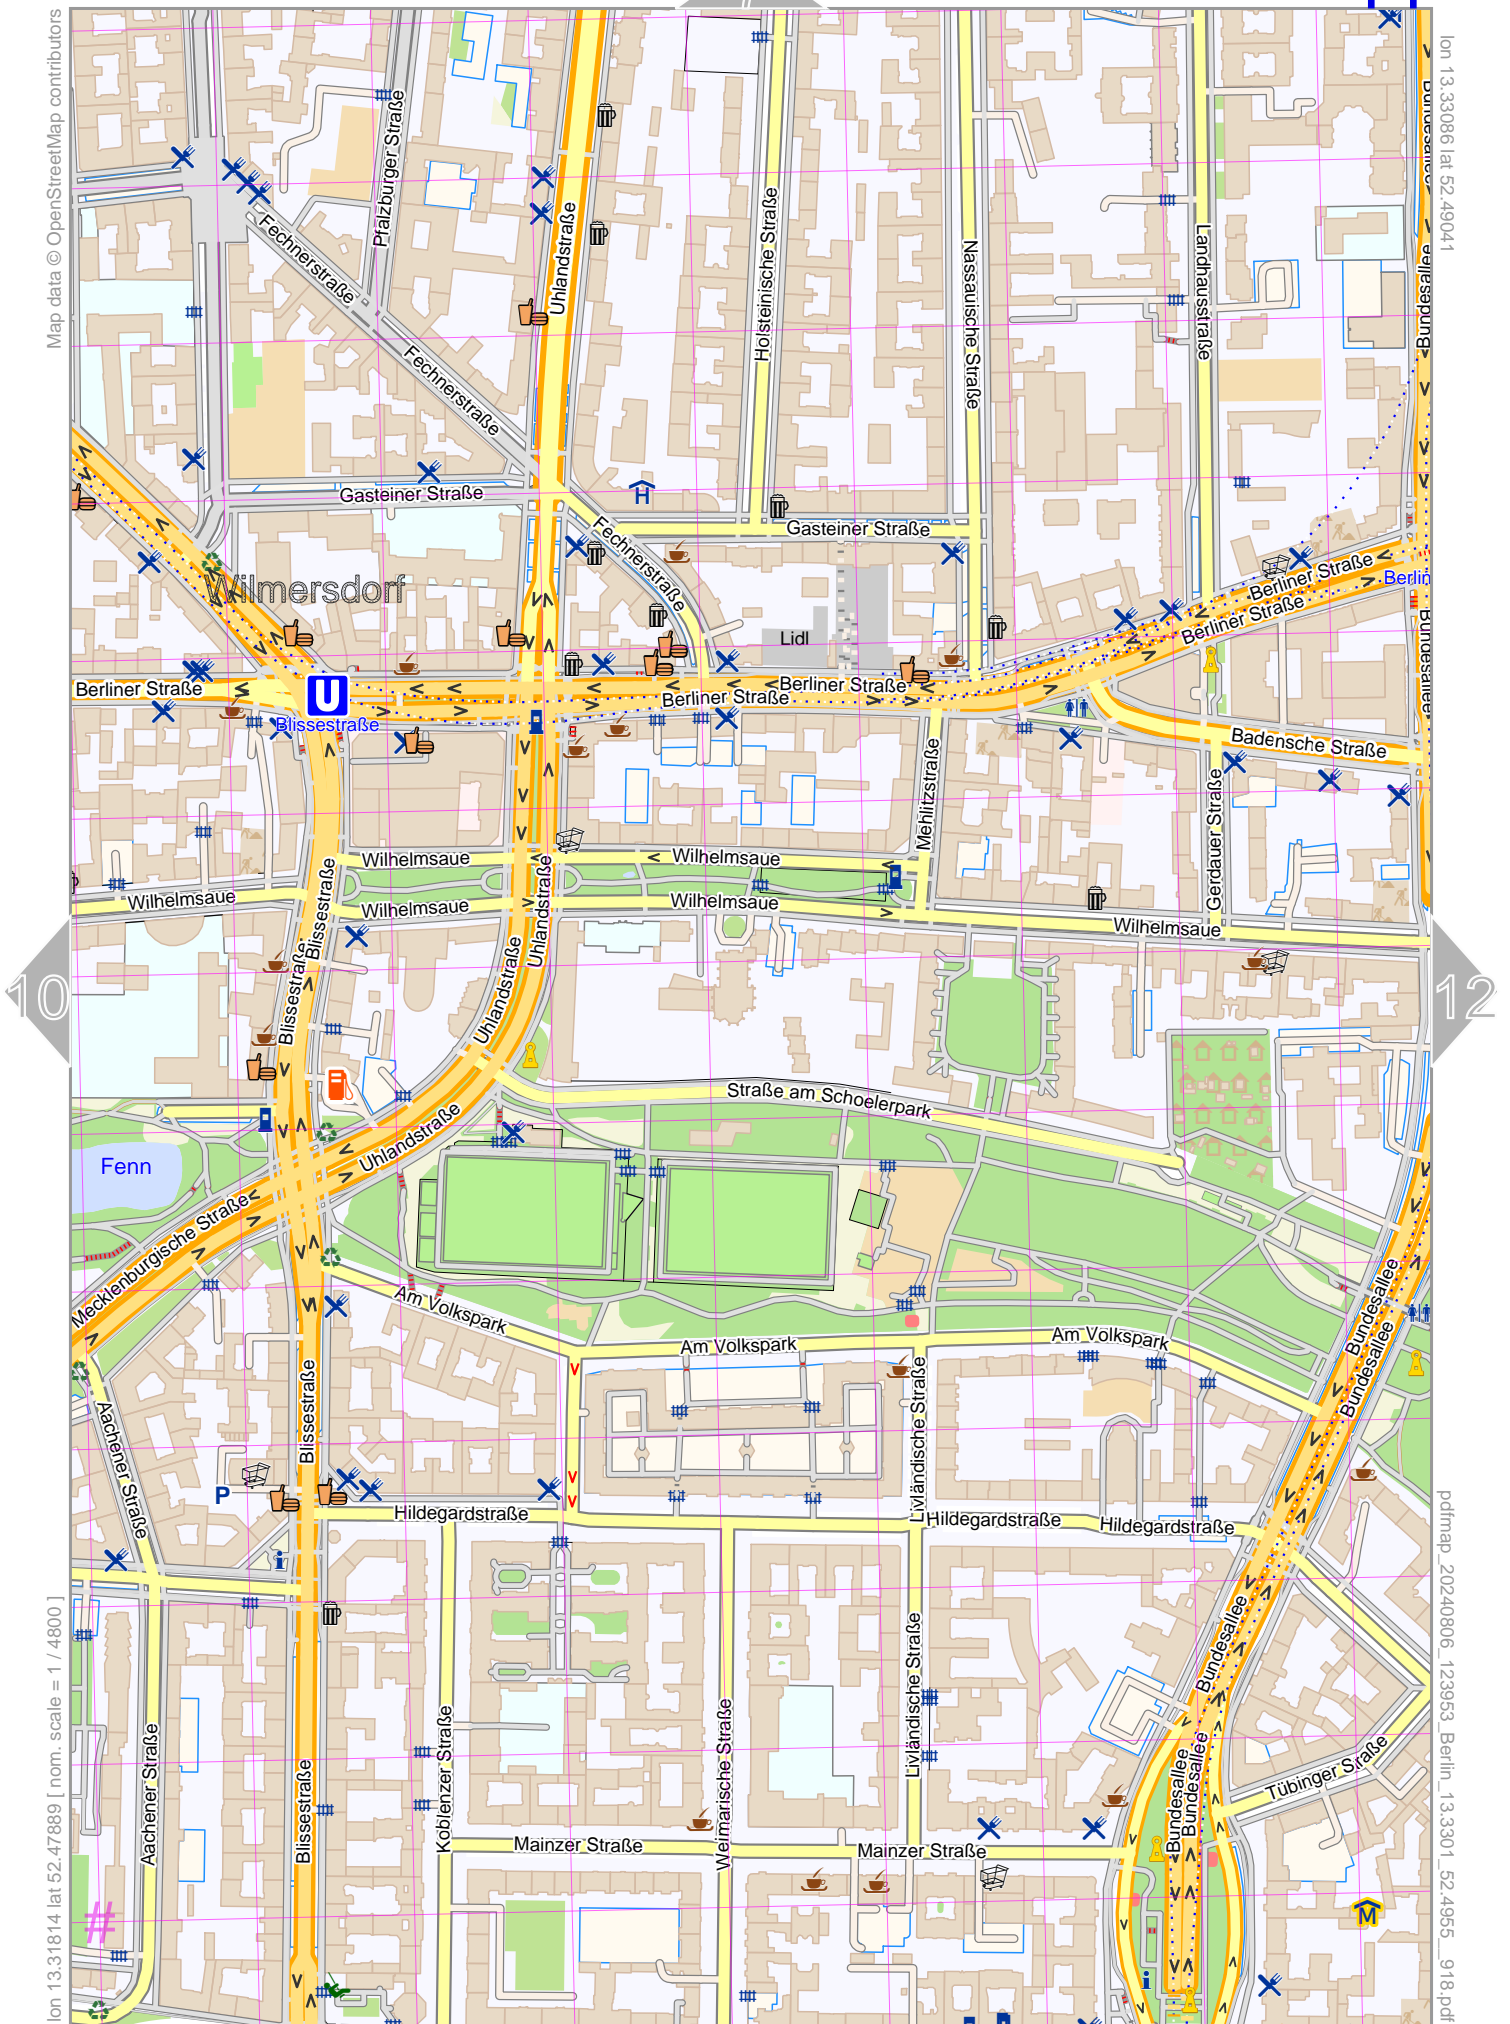 Map data © OpenStreetMap contributors
lon 13.33086 lat 52.49041
Pfalzburger Straße
Fechnerstraße
Uhlandstraße
Holsteinische Straße
Nassauische Straße
Landhausstraße
Bundesallee
Bundesallee
Fechnerstraße
Gasteiner Straße
H
Fechnerstraße
Gasteiner Straße
Wilmersdorf
Lidl
Berliner Straße
Berliner Straße
Berlin
Bundesallee
Berliner Straße
U
Blissestraße
Berliner Straße
Berliner Straße
Badensche Straße
Mehlitzstraße
Gerdauer Straße
Wilhelmsaue
Wilhelmsaue
Wilhelmsaue
Wilhelmsaue
Wilhelmsaue
Wilhelmsaue
Blissestraße
Blissestraße
Uhlandstraße
Uhlandstraße
10
12
Straße am Schoelerpark
Uhlandstraße
Fenn
Mecklenburgische Straße
Am Volkspark
Am Volkspark
Am Volkspark
Bundesallee
Bundesallee
Blissestraße
Aachener Straße
Livländische Straße
P
Hildegardstraße
Hildegardstraße
Hildegardstraße
i
Bundesallee
Livländische Straße
Koblenzer Straße
Weimarische Straße
Aachener Straße
Blissestraße
Bundesallee
Bundesallee
Tübinger Sraße
Mainzer Straße
Mainzer Straße
M
#
i
lon 13.31814 lat 52.47889 [ nom. scale = 1 / 4800 ]
pdfmap_20240806_123953_Berlin_13.3301_52.4955__918.pdf